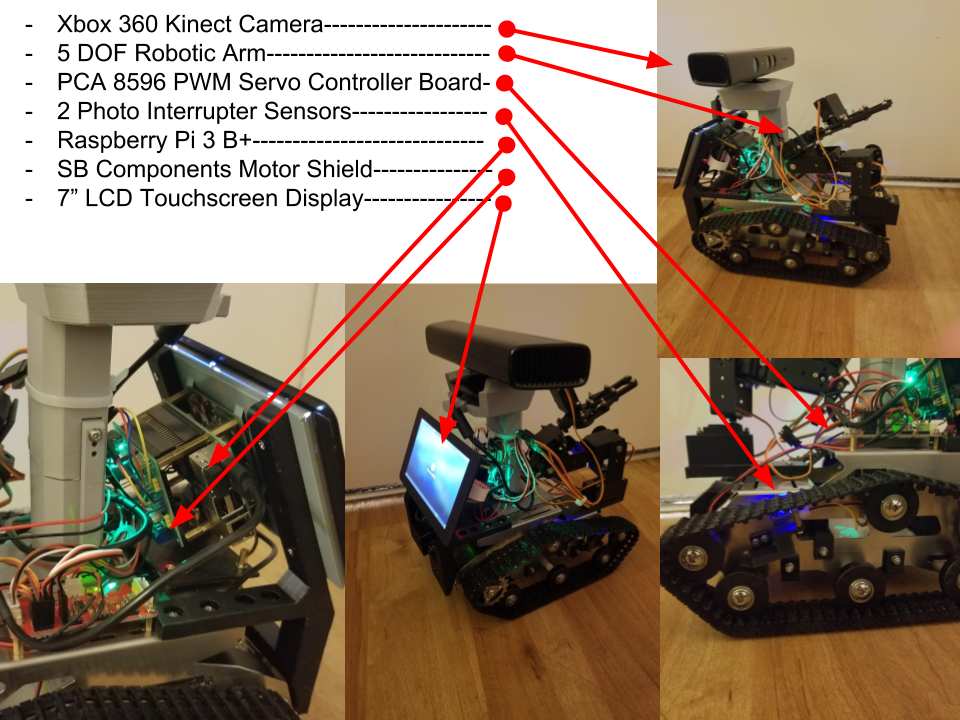 - Xbox 360 Kinect Camera---------------------
- 5 DOF Robotic Arm----------------------------
- PCA 8596 PWM Servo Controller Board-
- 2 Photo Interrupter Sensors-----------------
- Raspberry Pi 3 B+-----------------------------
- SB Components Motor Shield---------------
- 7” LCD Touchscreen Display----------------